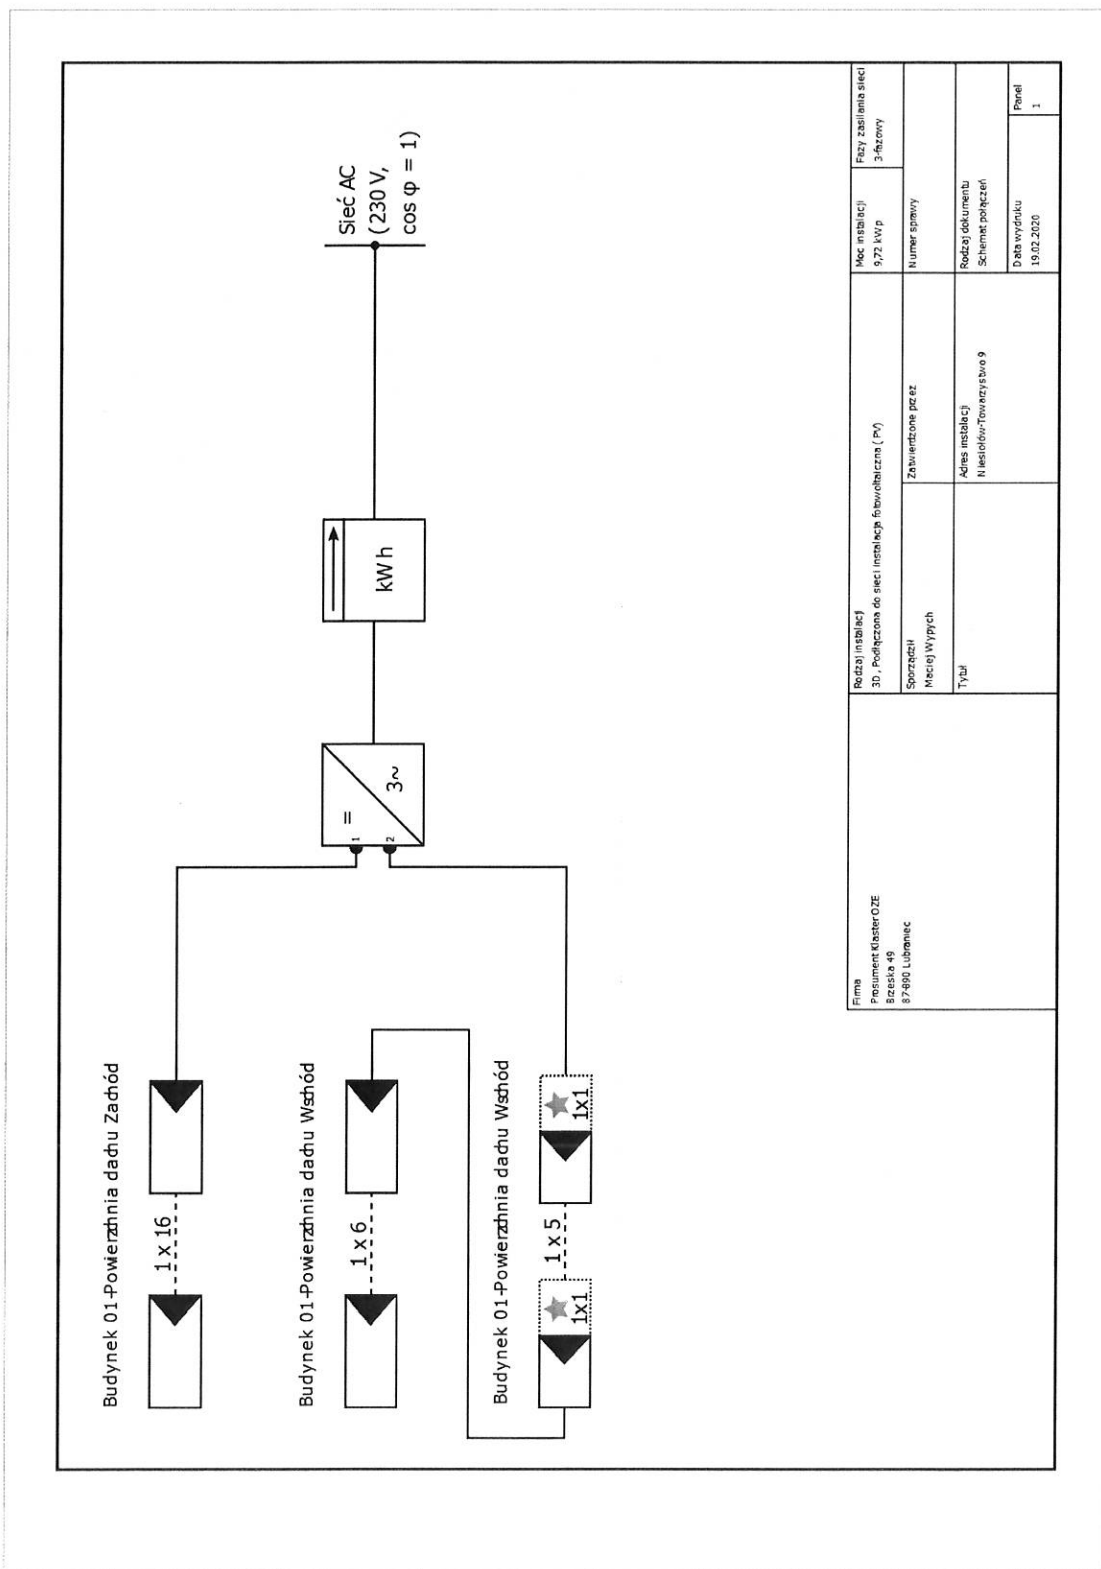 Budynek 01-Powierzchnia dachu Zachód
1 x 16
Budynek 01-Powierzchnia dachu Wschód
1 x 6
Budynek 01-Powierzchnia dachu Wschód
1x1
1 x 5
1x1
1
2
=
3~
kWh
Sieć AC
(230 V,
cos φ = 1)
Firma
Prosument Klaster OZE
Brzeska 49
87-890 Lubraniec
Rodzaj instalacji
3D, Podłączona do sieci instalacja fotowoltaiczna (PV)
Moc instalacji
9,72 kWp
Fazy zasilania sieci
3-fazowy
Sporządził
Maciej Wypych
Zatwierdzone przez
Numer sprawy
Tytuł
Adres instalacji
Niesiołów-Towarzystwo 9
Rodzaj dokumentu
Schemat połączeń
Data wydruku
19.02.2020
Panel
1